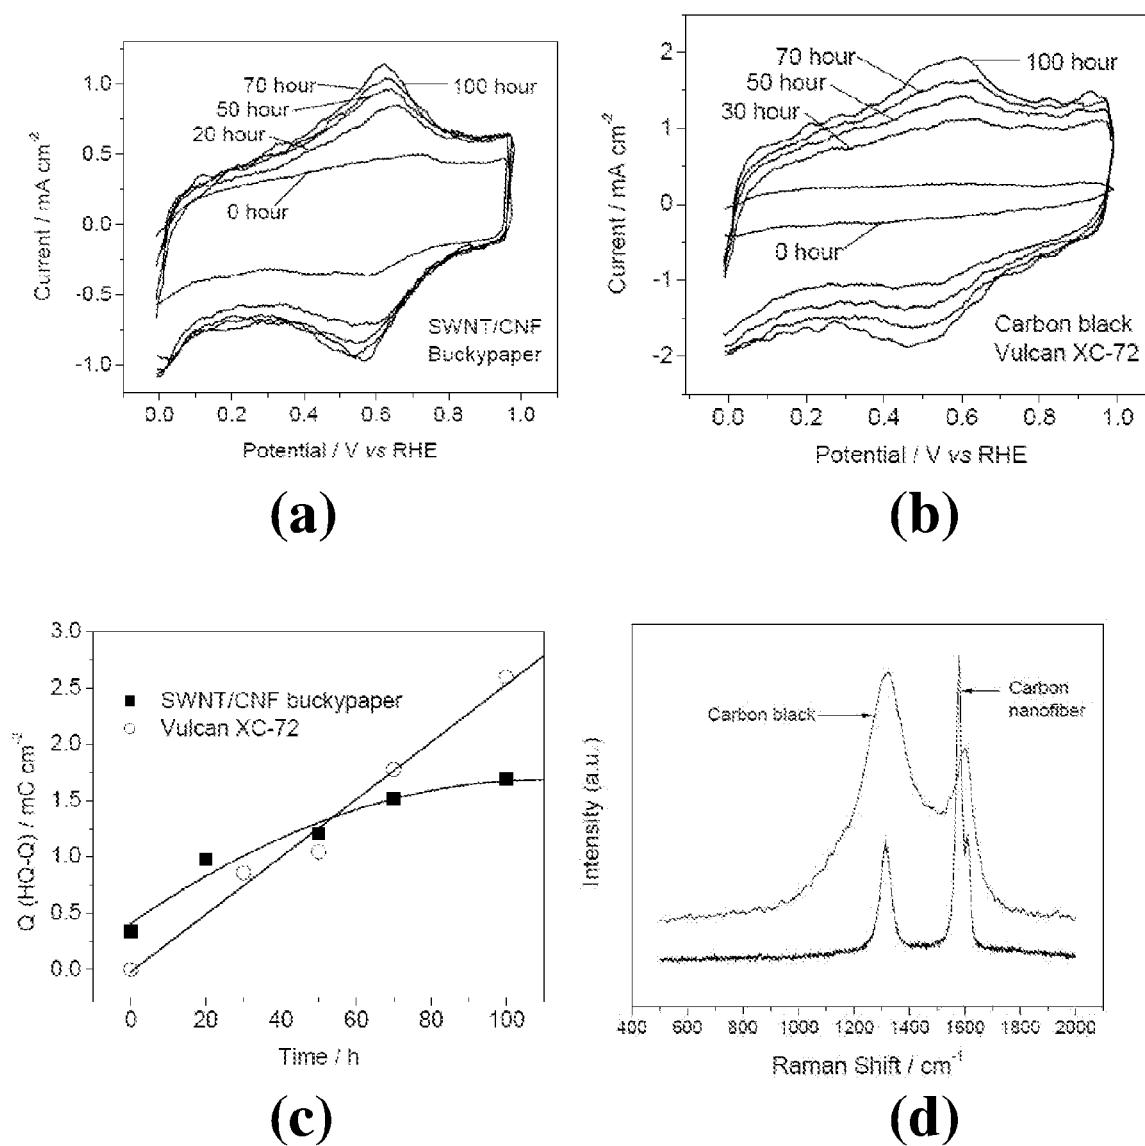 1.0
0.5
0.0
-0.5
-1.0
Current / mA cm⁻²
70 hour
100 hour
50 hour
20 hour
0 hour
SWNT/CNF
Buckypaper
0.0 0.2 0.4 0.6 0.8 1.0
Potential / V vs RHE
(a)
2
1
0
-1
-2
Current / mA cm⁻²
70 hour
100 hour
50 hour
30 hour
0 hour
Carbon black
Vulcan XC-72
0.0 0.2 0.4 0.6 0.8 1.0
Potential / V vs RHE
(b)
3.0
2.5
2.0
1.5
1.0
0.5
0.0
Q (HQ-Q) / mC cm⁻²
SWNT/CNF buckypaper
Vulcan XC-72
0 20 40 60 80 100
Time / h
(c)
Intensity (a.u.)
Carbon black
Carbon
nanofiber
400 600 800 1000 1200 1400 1600 1800 2000
Raman Shift / cm⁻¹
(d)